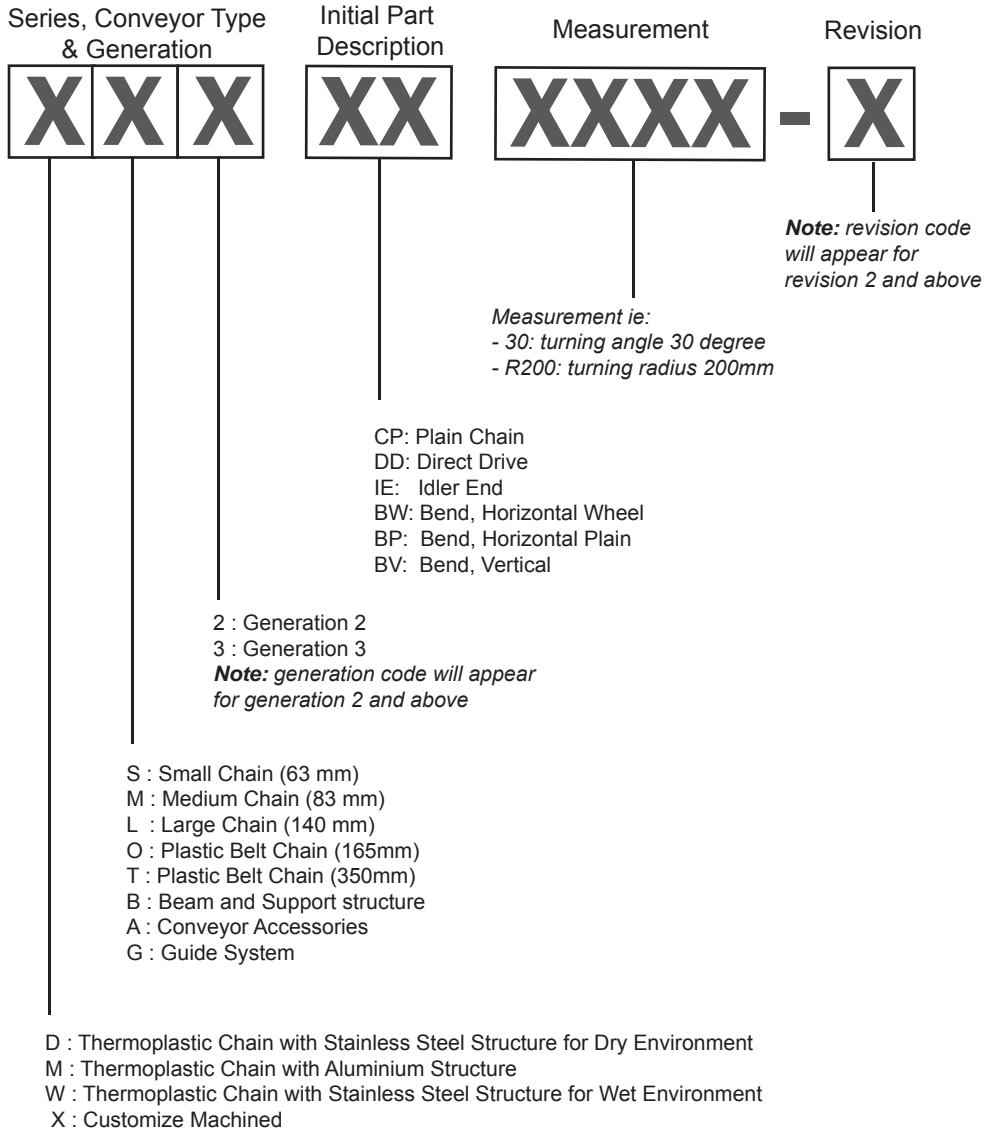 Series, Conveyor Type
& Generation
Initial Part
Description
Measurement
Revision
X X X XX XXXX - X
Note: revision code
will appear for
revision 2 and above
Measurement ie:
- 30: turning angle 30 degree
- R200: turning radius 200mm
CP: Plain Chain
DD: Direct Drive
IE: Idler End
BW: Bend, Horizontal Wheel
BP: Bend, Horizontal Plain
BV: Bend, Vertical
2 : Generation 2
3 : Generation 3
Note: generation code will appear
for generation 2 and above
S : Small Chain (63 mm)
M : Medium Chain (83 mm)
L : Large Chain (140 mm)
O : Plastic Belt Chain (165mm)
T : Plastic Belt Chain (350mm)
B : Beam and Support structure
A : Conveyor Accessories
G : Guide System
D : Thermoplastic Chain with Stainless Steel Structure for Dry Environment
M : Thermoplastic Chain with Aluminium Structure
W : Thermoplastic Chain with Stainless Steel Structure for Wet Environment
X : Customize Machined